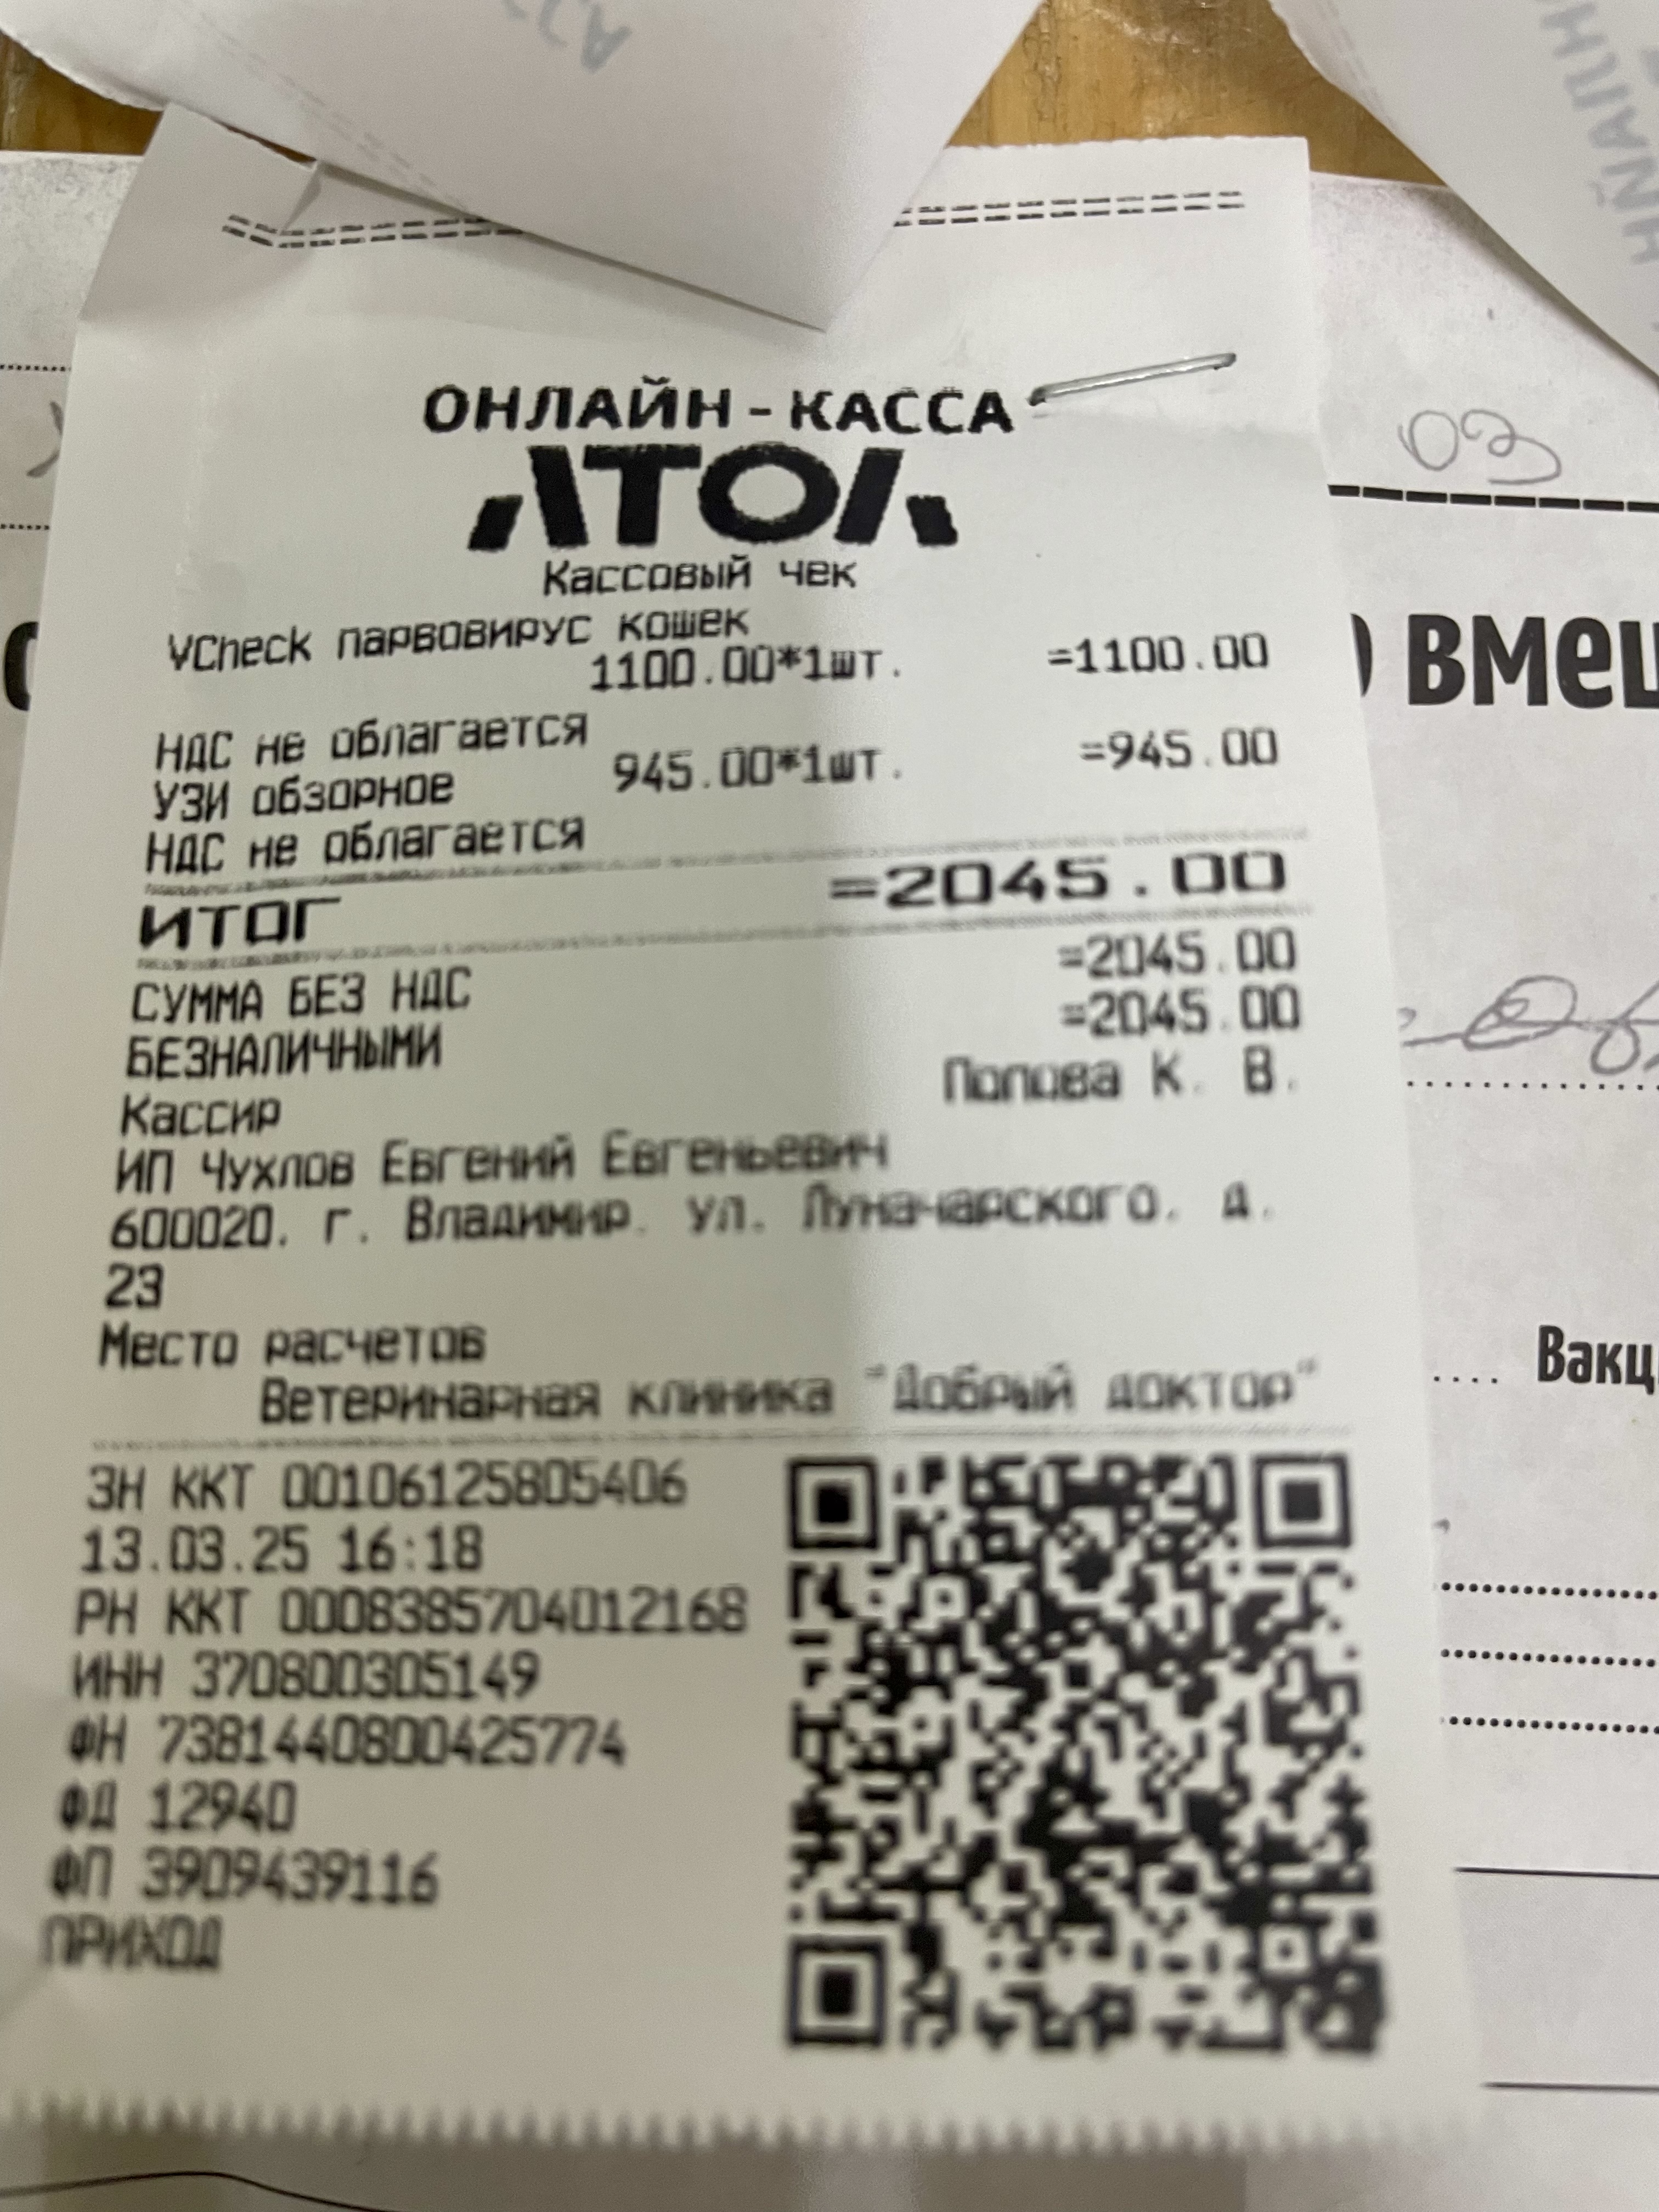 ОНЛАЙН-КАССА
АТОЛ
Кассовый чек
VCheck парвовирус кошек
1100.00*1шт. =1100.00
НДС не облагается
УЗИ обзорное 945.00*1шт. =945.00
НДС не облагается
ИТОГ =2045.00
СУММА БЕЗ НДС =2045.00
БЕЗНАЛИЧНЫМИ =2045.00
Кассир Попова К. В.
ИП Чухлов Евгений Евгеньевич
600020, г. Владимир, ул. Луначарского, д.
23
Место расчетов
Ветеринарная клиника "Добрый доктор"
ЗН ККТ 00106125805406
13.03.25 16:18
РН ККТ 0008385704012168
ИНН 370800305149
ФН 7381440800425774
ФД 12940
ФП 3909439116
ПРИХОД
03